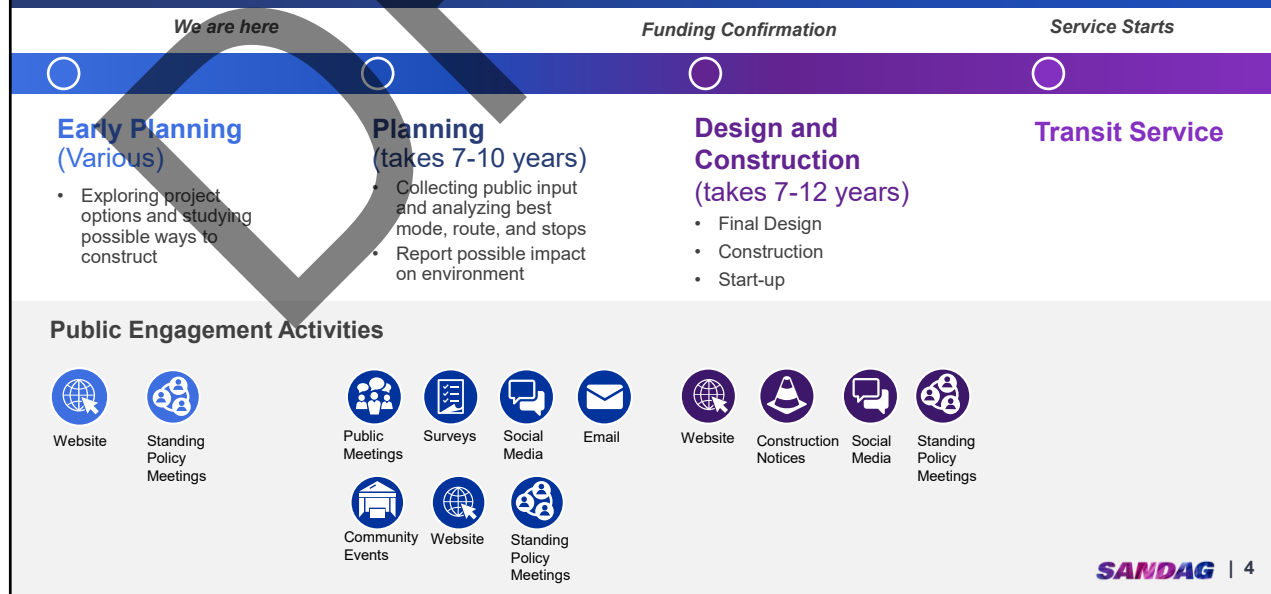 We are here
Funding Confirmation
Service Starts
Early Planning
(Various)
• Exploring project
options and studying
possible ways to
construct
Planning
(takes 7-10 years)
• Collecting public input
and analyzing best
mode, route, and stops
• Report possible impact
on environment
Design and
Construction
(takes 7-12 years)
• Final Design
• Construction
• Start-up
Transit Service
Public Engagement Activities
Website
Standing
Policy
Meetings
Public
Meetings
Surveys
Social
Media
Email
Community
Events
Website
Standing
Policy
Meetings
Website
Construction
Notices
Social
Media
Standing
Policy
Meetings
SANDAG | 4